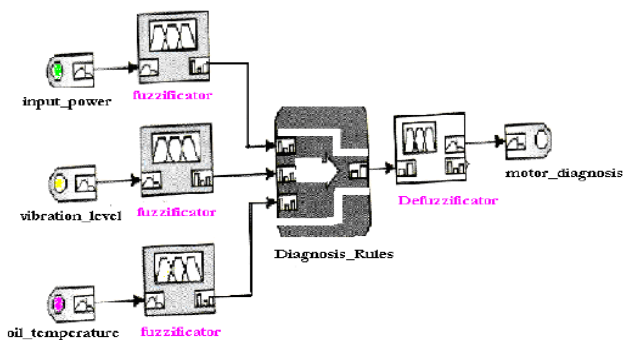 input_power
fuzzificator
vibration_level
fuzzificator
Diagnosis_Rules
Defuzzificator
motor_diagnosis
oil_temperature
fuzzificator